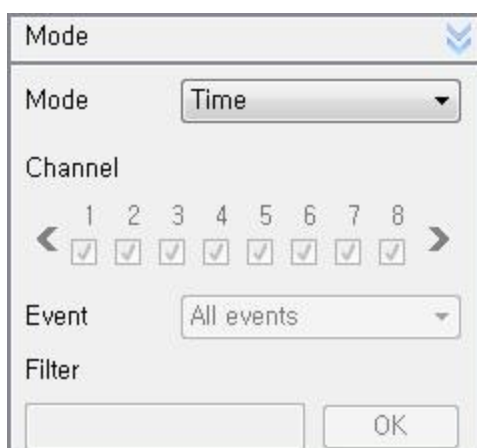 Mode
Mode Time
Channel
1 2 3 4 5 6 7 8
Event All events
Filter
OK